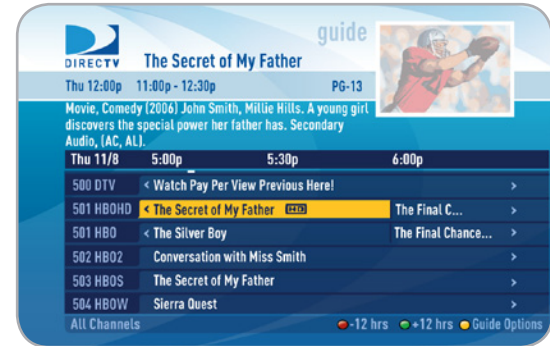 guide
DIRECTV
The Secret of My Father
Thu 12:00p 11:00p - 12:30p PG-13
Movie, Comedy (2006) John Smith, Millie Hills. A young girl
discovers the special power her father has. Secondary
Audio, (AC, AL).
Thu 11/8 5:00p 5:30p 6:00p
500 DTV < Watch Pay Per View Previous Here! >
501 HBOHD < The Secret of My Father HD The Final C... >
501 HBO < The Silver Boy The Final Chance... >
502 HBO2 Conversation with Miss Smith >
503 HBOS The Secret of My Father >
504 HBOW Sierra Quest >
All Channels -12 hrs +12 hrs Guide Options